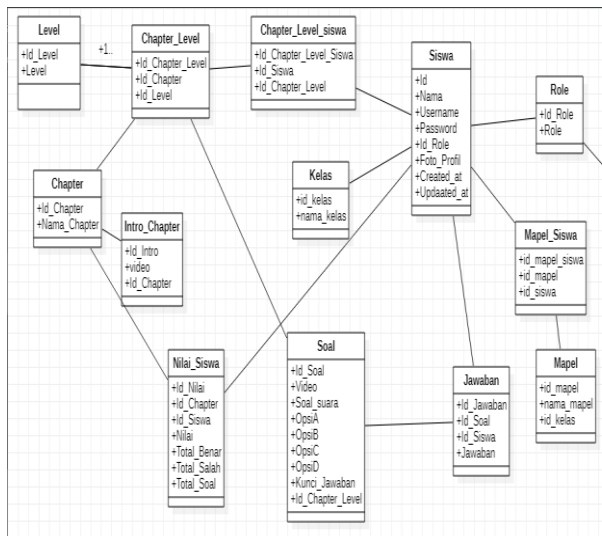 Level
+Id_Level
+Level
+1..
Chapter_Level
+Id_Chapter_Level
+Id_Chapter
+Id_Level
Chapter_Level_siswa
+Id_Chapter_Level_Siswa
+Id_Siswa
+Id_Chapter_Level
Siswa
+Id
+Nama
+Username
+Password
+Id_Role
+Foto_Profil
+Created_at
+Updaated_at
Role
+Id_Role
+Role
Kelas
+id_kelas
+nama_kelas
Chapter
+Id_Chapter
+Nama_Chapter
Intro_Chapter
+Id_Intro
+video
+Id_Chapter
Mapel_Siswa
+id_mapel_siswa
+id_mapel
+id_siswa
Nilai_Siswa
+Id_Nilai
+Id_Chapter
+Id_Siswa
+Nilai
+Total_Benar
+Total_Salah
+Total_Soal
Soal
+Id_Soal
+Video
+Soal_suara
+OpsiA
+OpsiB
+OpsiC
+OpsiD
+Kunci_Jawaban
+Id_Chapter_Level
Jawaban
+Id_Jawaban
+Id_Soal
+Id_Siswa
+Jawaban
Mapel
+id_mapel
+nama_mapel
+id_kelas